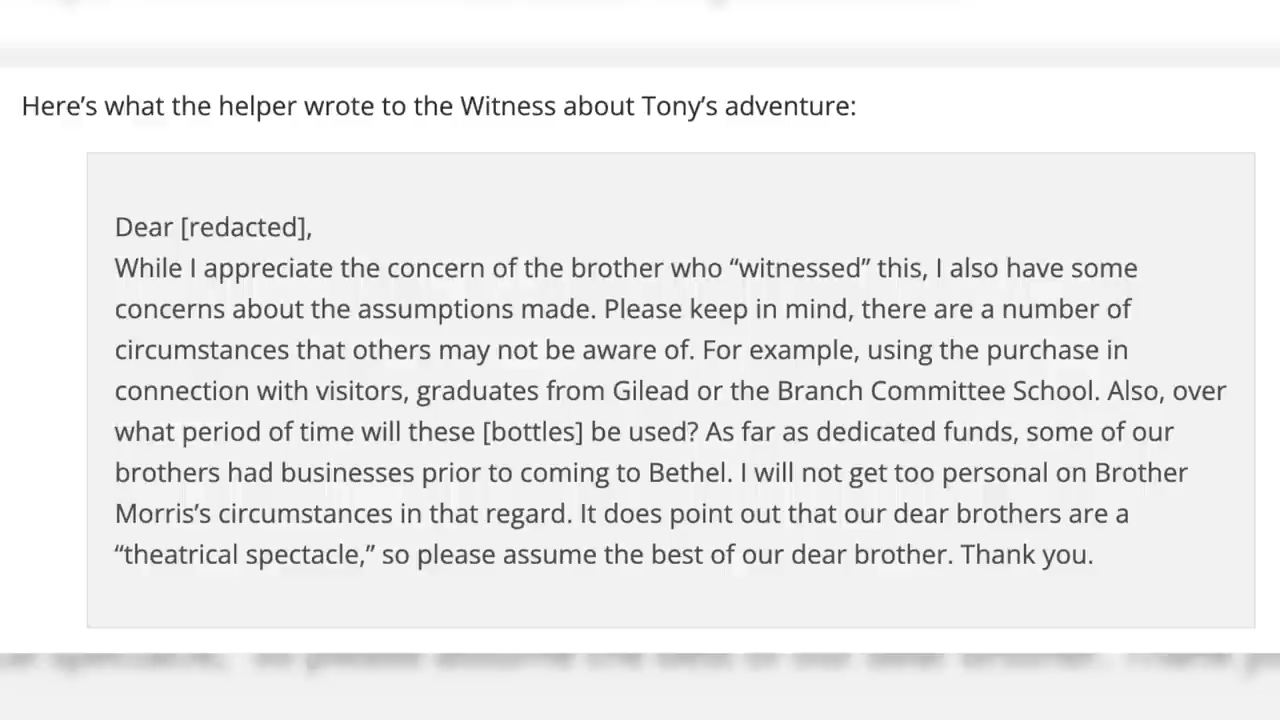 Here’s what the helper wrote to the Witness about Tony’s adventure:
Dear [redacted],
While I appreciate the concern of the brother who “witnessed” this, I also have some
concerns about the assumptions made. Please keep in mind, there are a number of
circumstances that others may not be aware of. For example, using the purchase in
connection with visitors, graduates from Gilead or the Branch Committee School. Also, over
what period of time will these [bottles] be used? As far as dedicated funds, some of our
brothers had businesses prior to coming to Bethel. I will not get too personal on Brother
Morris’s circumstances in that regard. It does point out that our dear brothers are a
“theatrical spectacle,” so please assume the best of our dear brother. Thank you.